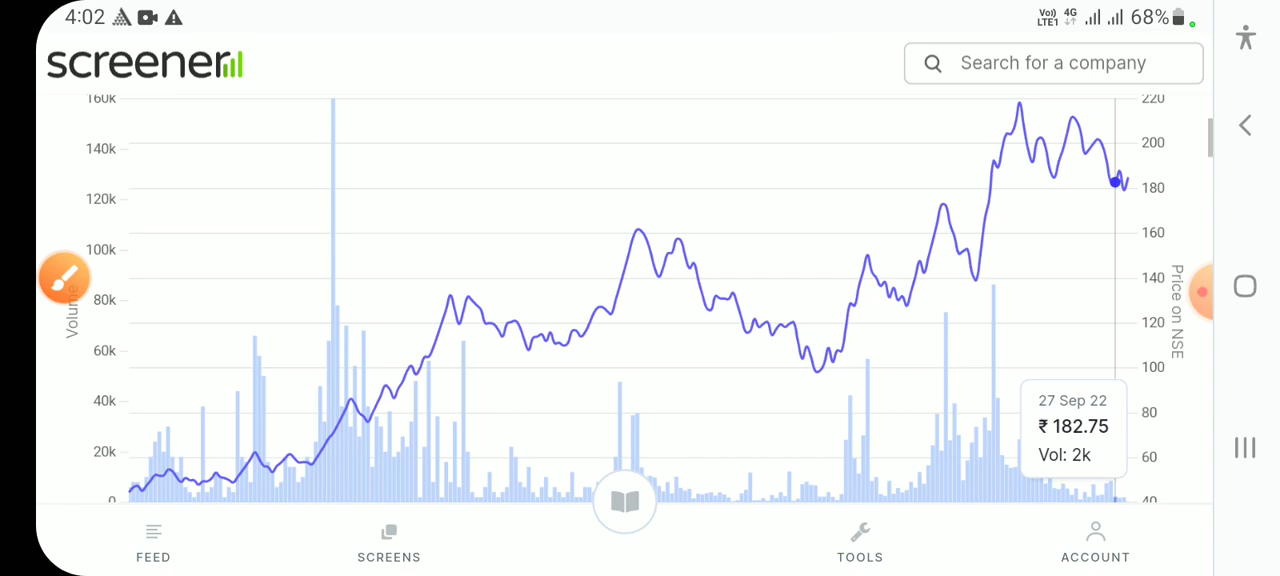 4:02
Vo)) LTE1 4G 68%
screener
Search for a company
160k 220
140k 200
120k 180
100k 160
80k 140
60k 120
40k 100
20k 80
0 60
40
Volume
Price on NSE
27 Sep 22
₹ 182.75
Vol: 2k
FEED SCREENS TOOLS ACCOUNT